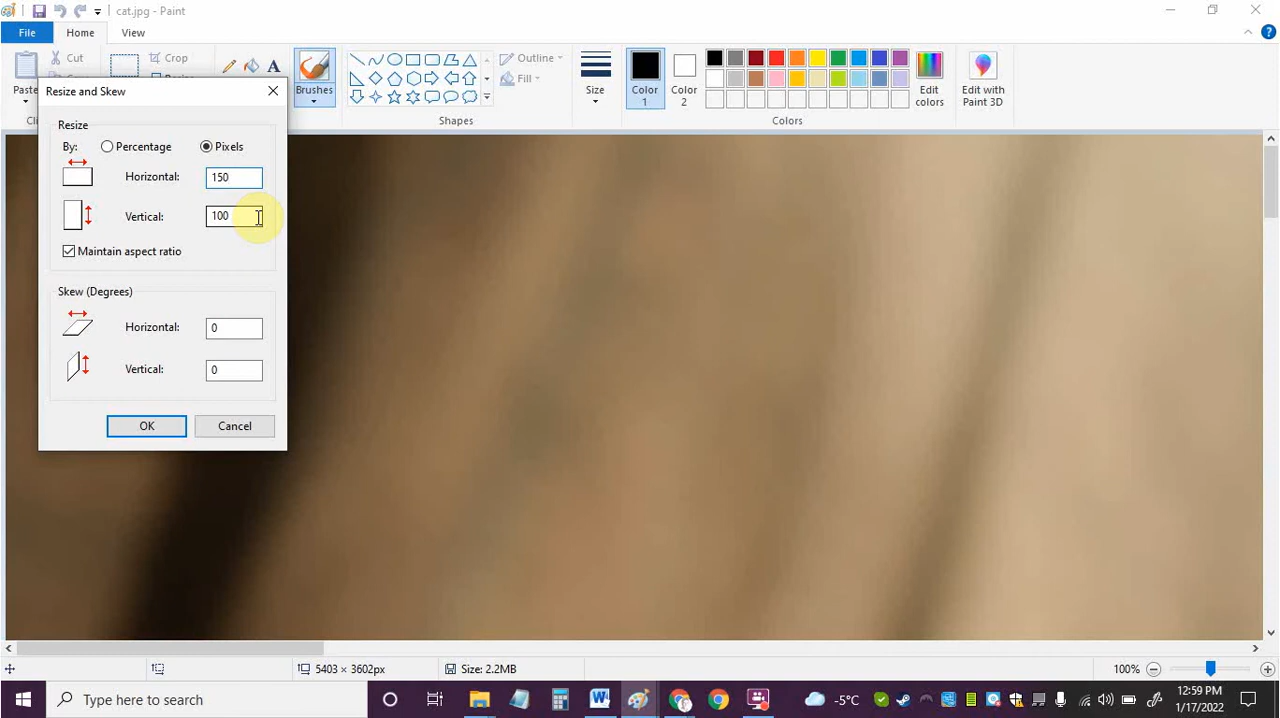 cat.jpg - Paint
File Home View
Paste
Cut
Crop
Brushes
Outline
Fill
Shapes
Size
Color 1
Color 2
Edit colors
Edit with Paint 3D
Colors
Resize and Skew
Resize
By: Percentage Pixels
Horizontal: 150
Vertical: 100
Maintain aspect ratio
Skew (Degrees)
Horizontal: 0
Vertical: 0
OK Cancel
5403 × 3602px Size: 2.2MB 100%
Type here to search
-5°C
12:59 PM
1/17/2022